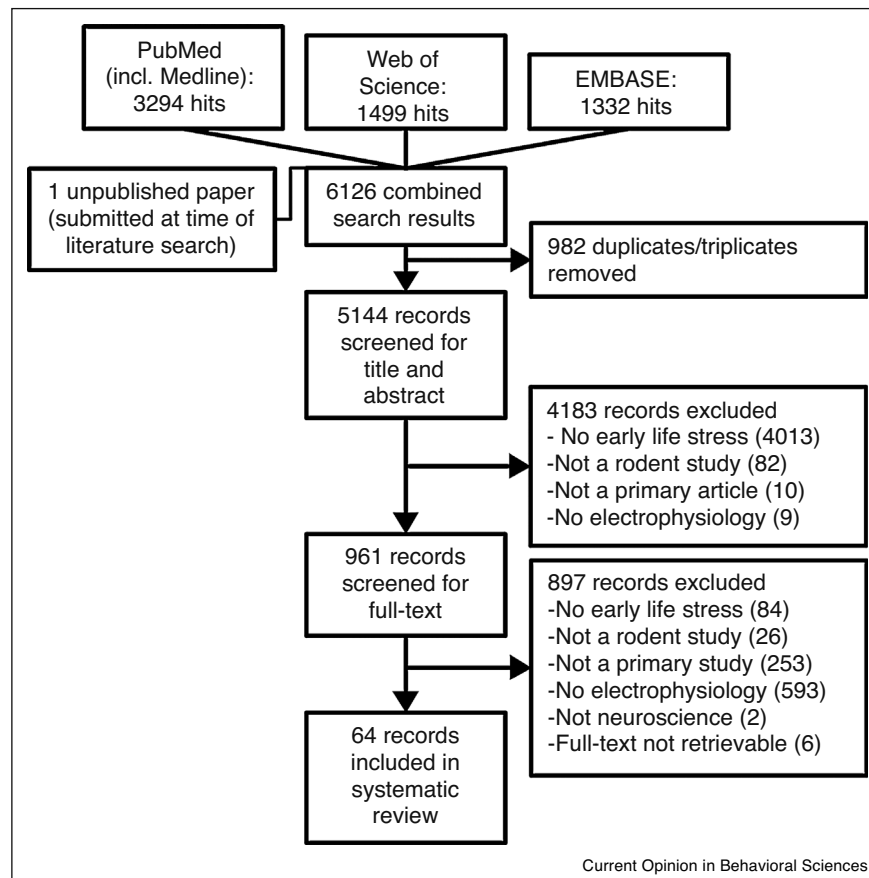 PubMed
(incl. Medline):
3294 hits
Web of
Science:
1499 hits
EMBASE:
1332 hits
1 unpublished paper
(submitted at time of
literature search)
6126 combined
search results
982 duplicates/triplicates
removed
5144 records
screened for
title and
abstract
4183 records excluded
- No early life stress (4013)
-Not a rodent study (82)
-Not a primary article (10)
-No electrophysiology (9)
961 records
screened for
full-text
897 records excluded
-No early life stress (84)
-Not a rodent study (26)
-Not a primary study (253)
-No electrophysiology (593)
-Not neuroscience (2)
-Full-text not retrievable (6)
64 records
included in
systematic
review
Current Opinion in Behavioral Sciences